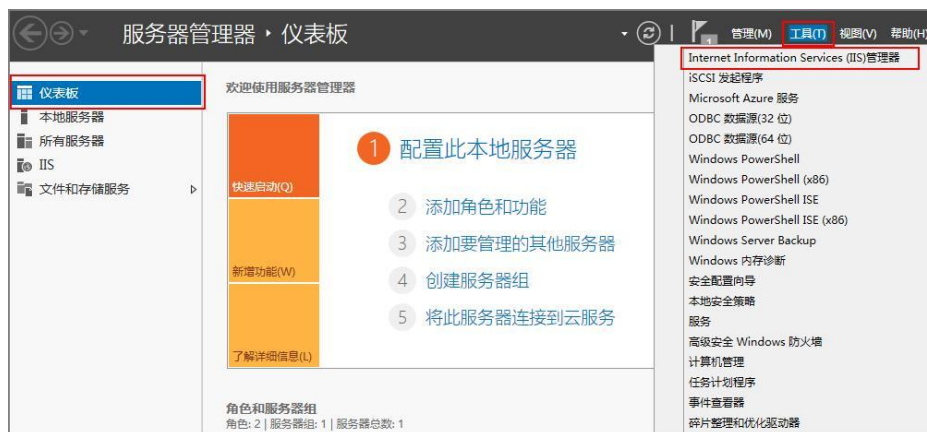 服务器管理器 ‣ 仪表板
1
管理(M) 工具(T) 视图(V) 帮助(H)
仪表板
本地服务器
所有服务器
IIS
文件和存储服务
欢迎使用服务器管理器
快速启动(Q)
新增功能(W)
了解详细信息(L)
1 配置此本地服务器
2 添加角色和功能
3 添加要管理的其他服务器
4 创建服务器组
5 将此服务器连接到云服务
角色和服务器组
角色: 2 | 服务器组: 1 | 服务器总数: 1
Internet Information Services (IIS)管理器
iSCSI 发起程序
Microsoft Azure 服务
ODBC 数据源(32 位)
ODBC 数据源(64 位)
Windows PowerShell
Windows PowerShell (x86)
Windows PowerShell ISE
Windows PowerShell ISE (x86)
Windows Server Backup
Windows 内存诊断
安全配置向导
本地安全策略
服务
高级安全 Windows 防火墙
计算机管理
任务计划程序
事件查看器
碎片整理和优化驱动器